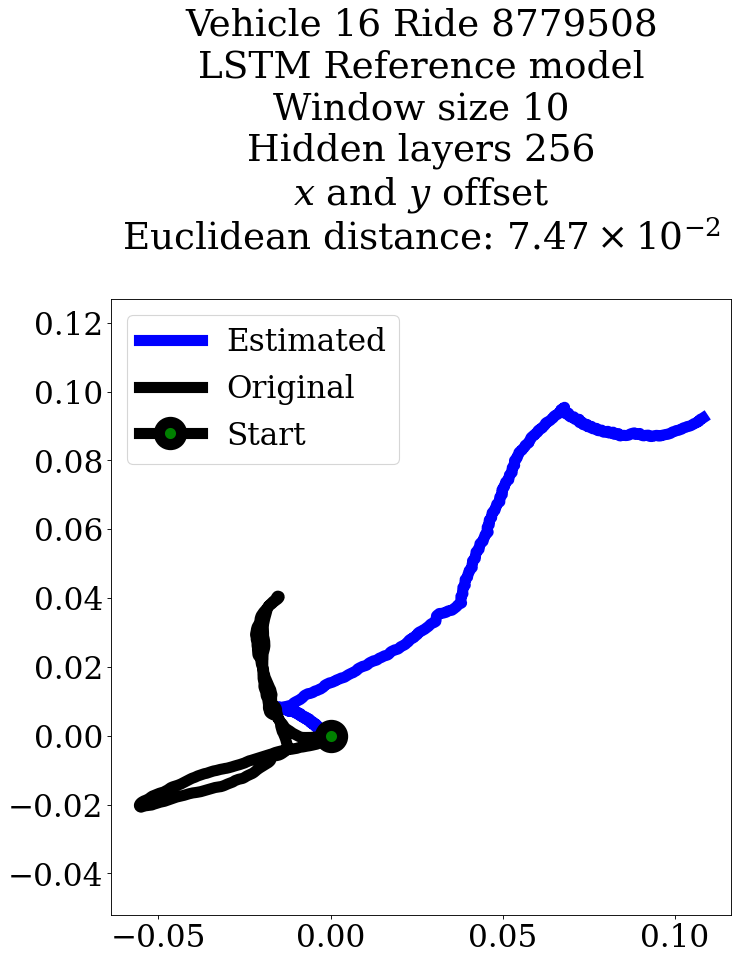 Vehicle 16 Ride 8779508
LSTM Reference model
Window size 10
Hidden layers 256
x and y offset
Euclidean distance: 7.47 × 10⁻²
Estimated
Original
Start
0.12
0.10
0.08
0.06
0.04
0.02
0.00
−0.02
−0.04
−0.05 0.00 0.05 0.10